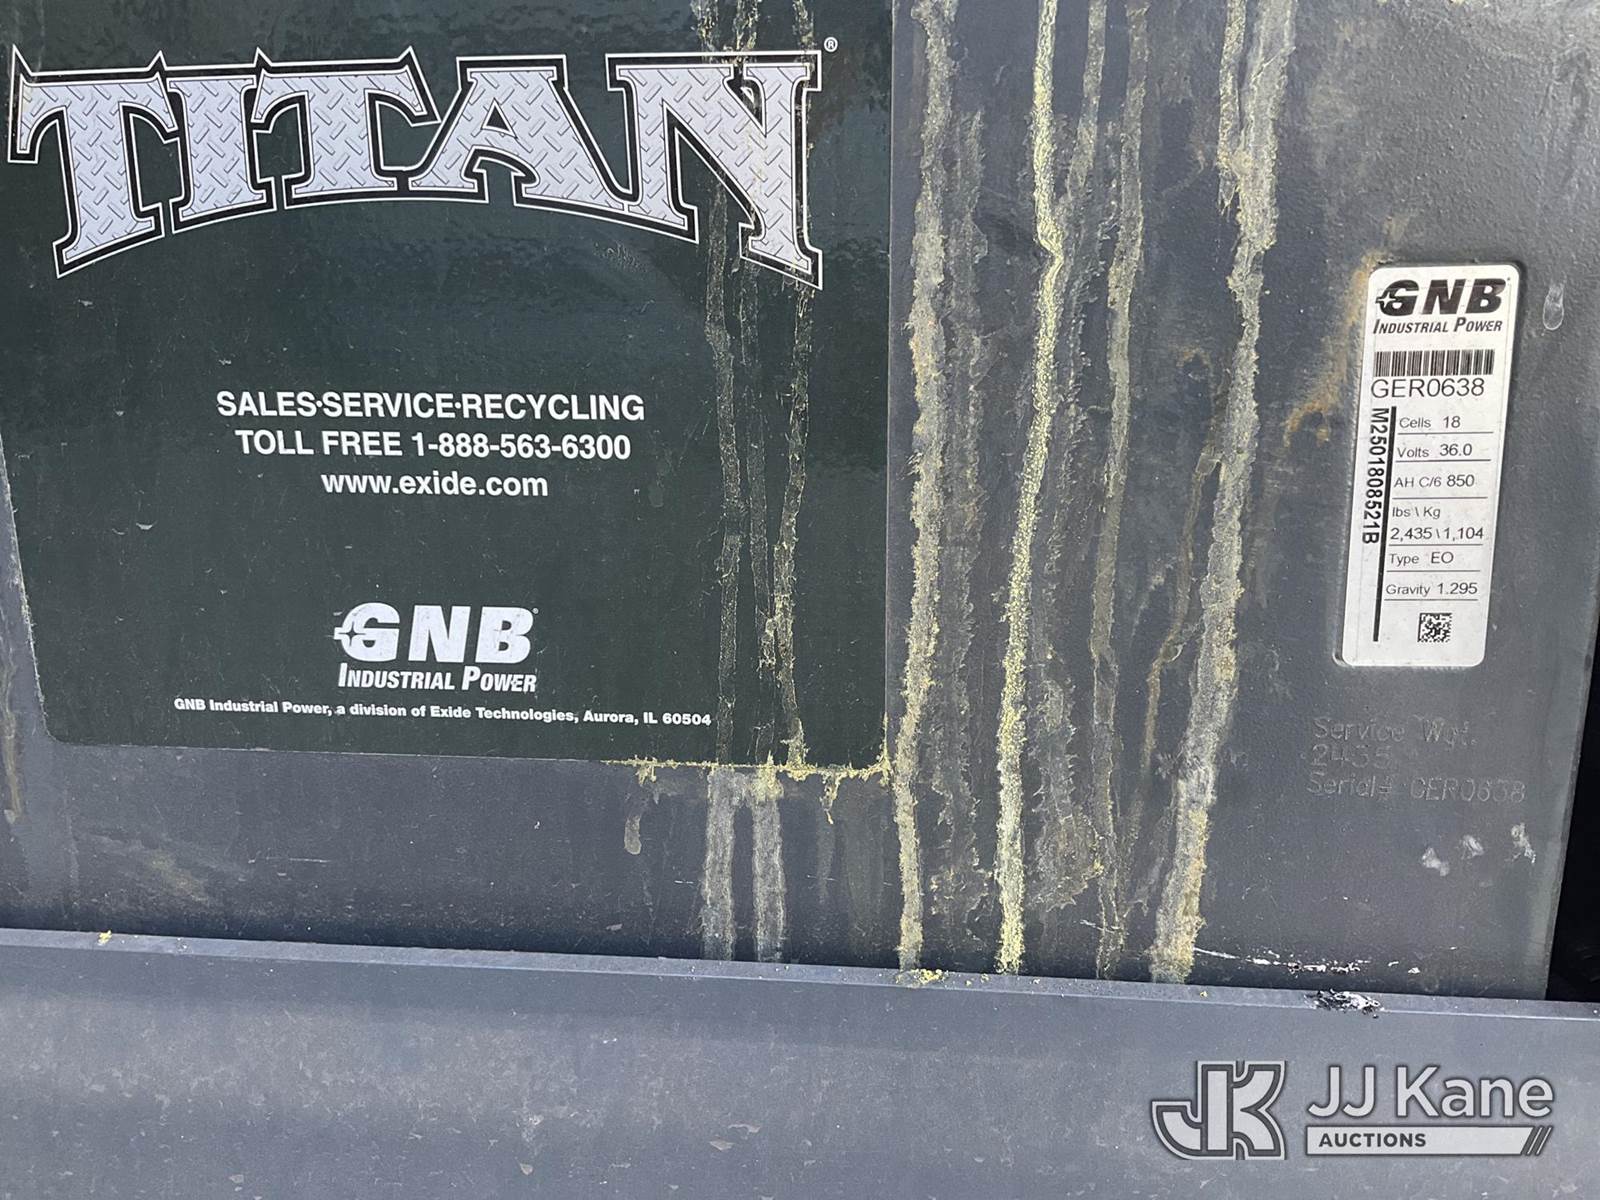 TITAN®
SALES·SERVICE·RECYCLING
TOLL FREE 1-888-563-6300
www.exide.com
GNB
INDUSTRIAL POWER
GNB Industrial Power, a division of Exide Technologies, Aurora, IL 60504
GNB
INDUSTRIAL POWER
GER0638
M2501808521B
Cells 18
Volts 36.0
AH C/6 850
lbs \ Kg
2,435\1,104
Type EO
Gravity 1.295
Service Wgt.
2435
Serial# GER0638
JK JJ Kane
AUCTIONS